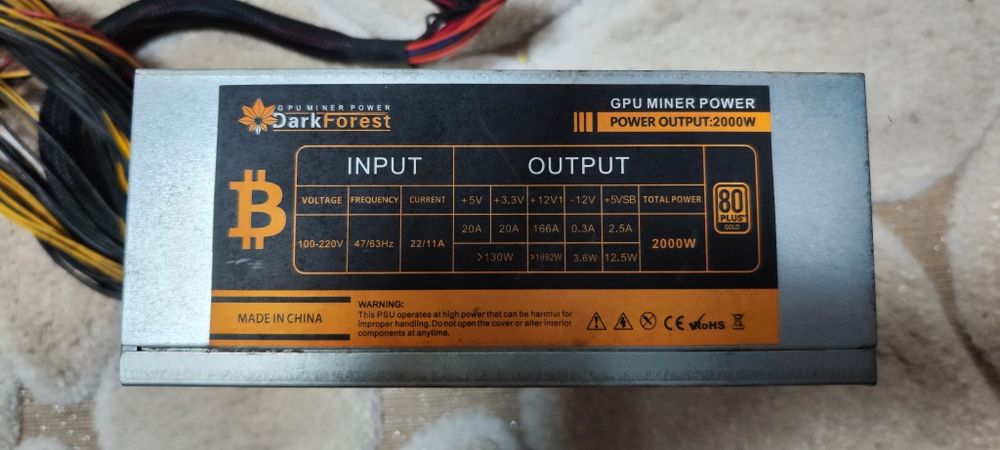 GPU MINER POWER
DarkForest
GPU MINER POWER
POWER OUTPUT:2000W
INPUT OUTPUT
VOLTAGE FREQUENCY CURRENT +5V +3.3V +12V1 -12V +5VSB TOTAL POWER
100-220V 47/63Hz 22/11A 20A 20A 166A 0.3A 2.5A 2000W
>130W >1992W 3.6W 12.5W
80
PLUS
GOLD
MADE IN CHINA
WARNING:
This PSU operates at high power that can be harmful for
improper handling. Do not open the cover or alter interior
components at anytime.
CE RoHS